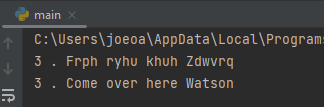 main
C:\Users\joeoa\AppData\Local\Programs
3 . Frph ryhu khuh Zdwvrq
3 . Come over here Watson